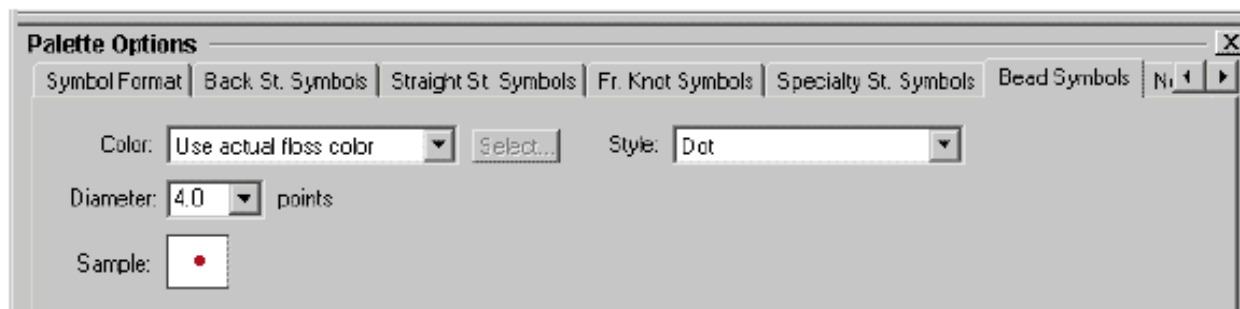 Palette Options X
Symbol Format Back St. Symbols Straight St. Symbols Fr. Knot Symbols Specialty St. Symbols Bead Symbols
Color: Use actual floss color Select... Style: Dot
Diameter: 4.0 points
Sample: